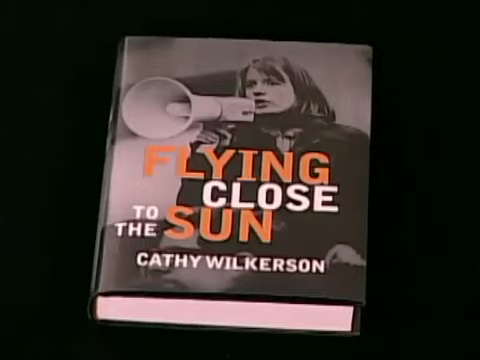 FLYING
CLOSE
TO
THE SUN
CATHY WILKERSON